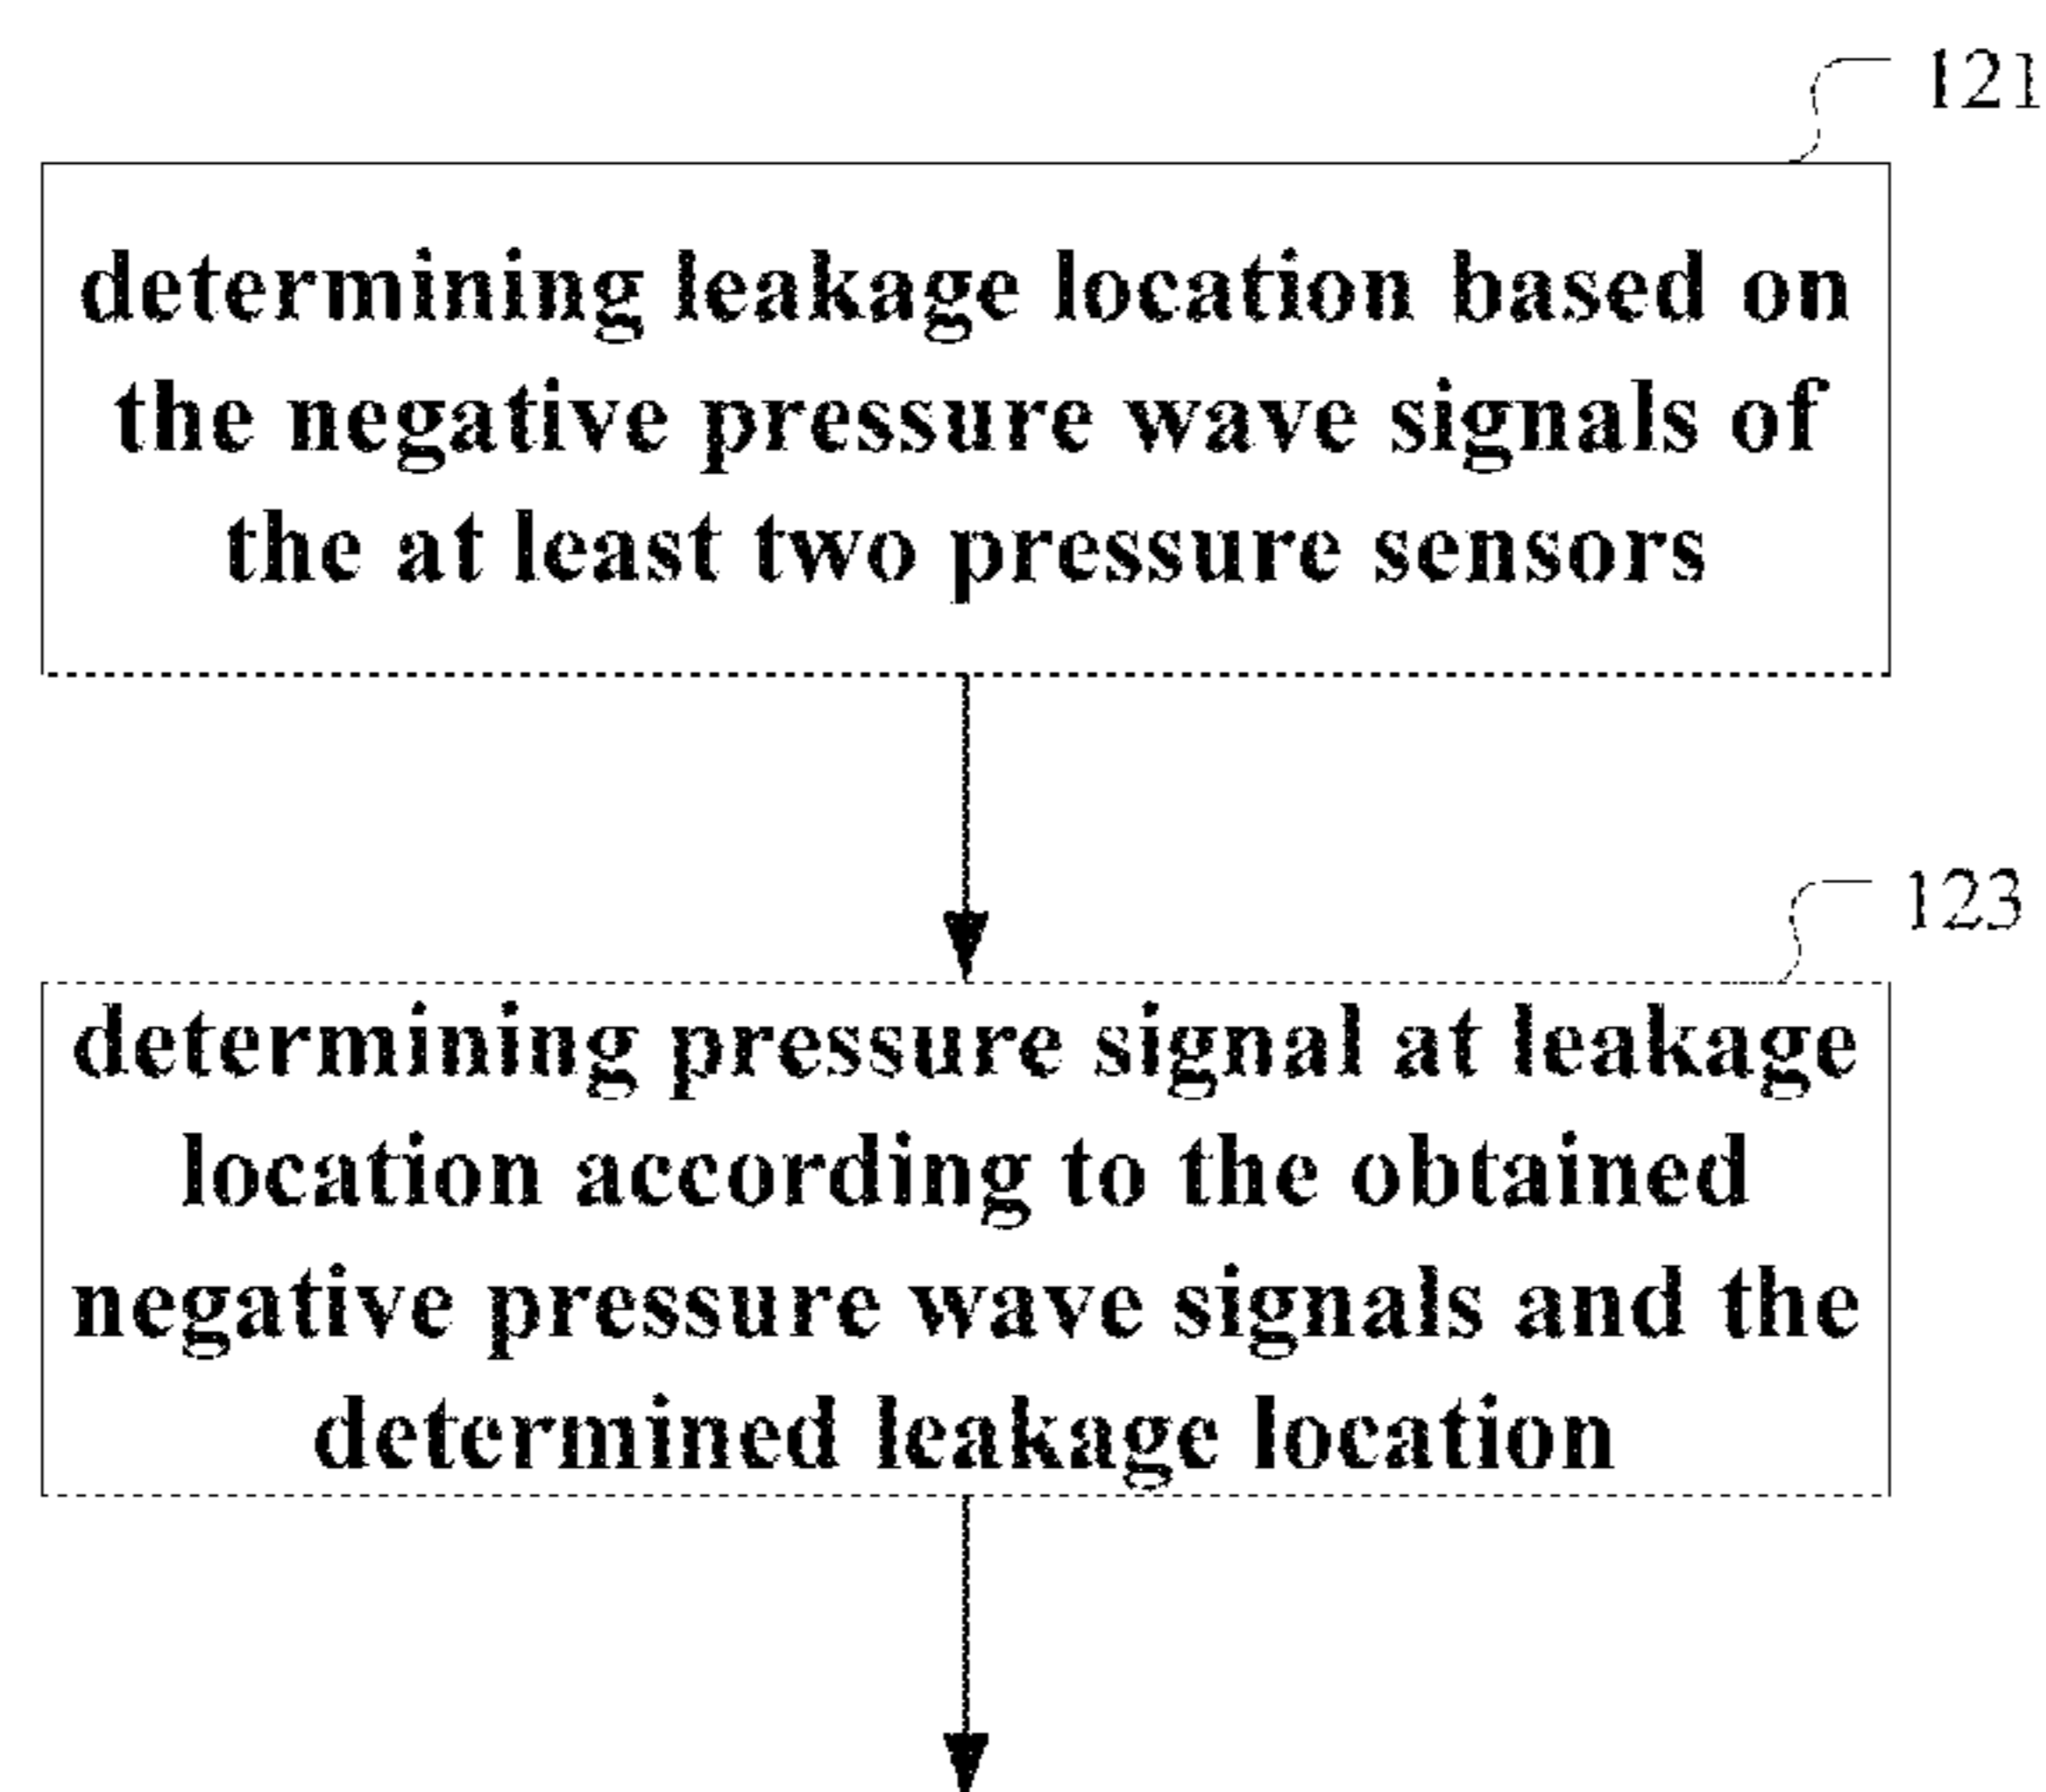 121
determining leakage location based on
the negative pressure wave signals of
the at least two pressure sensors
123
determining pressure signal at leakage
location according to the obtained
negative pressure wave signals and the
determined leakage location